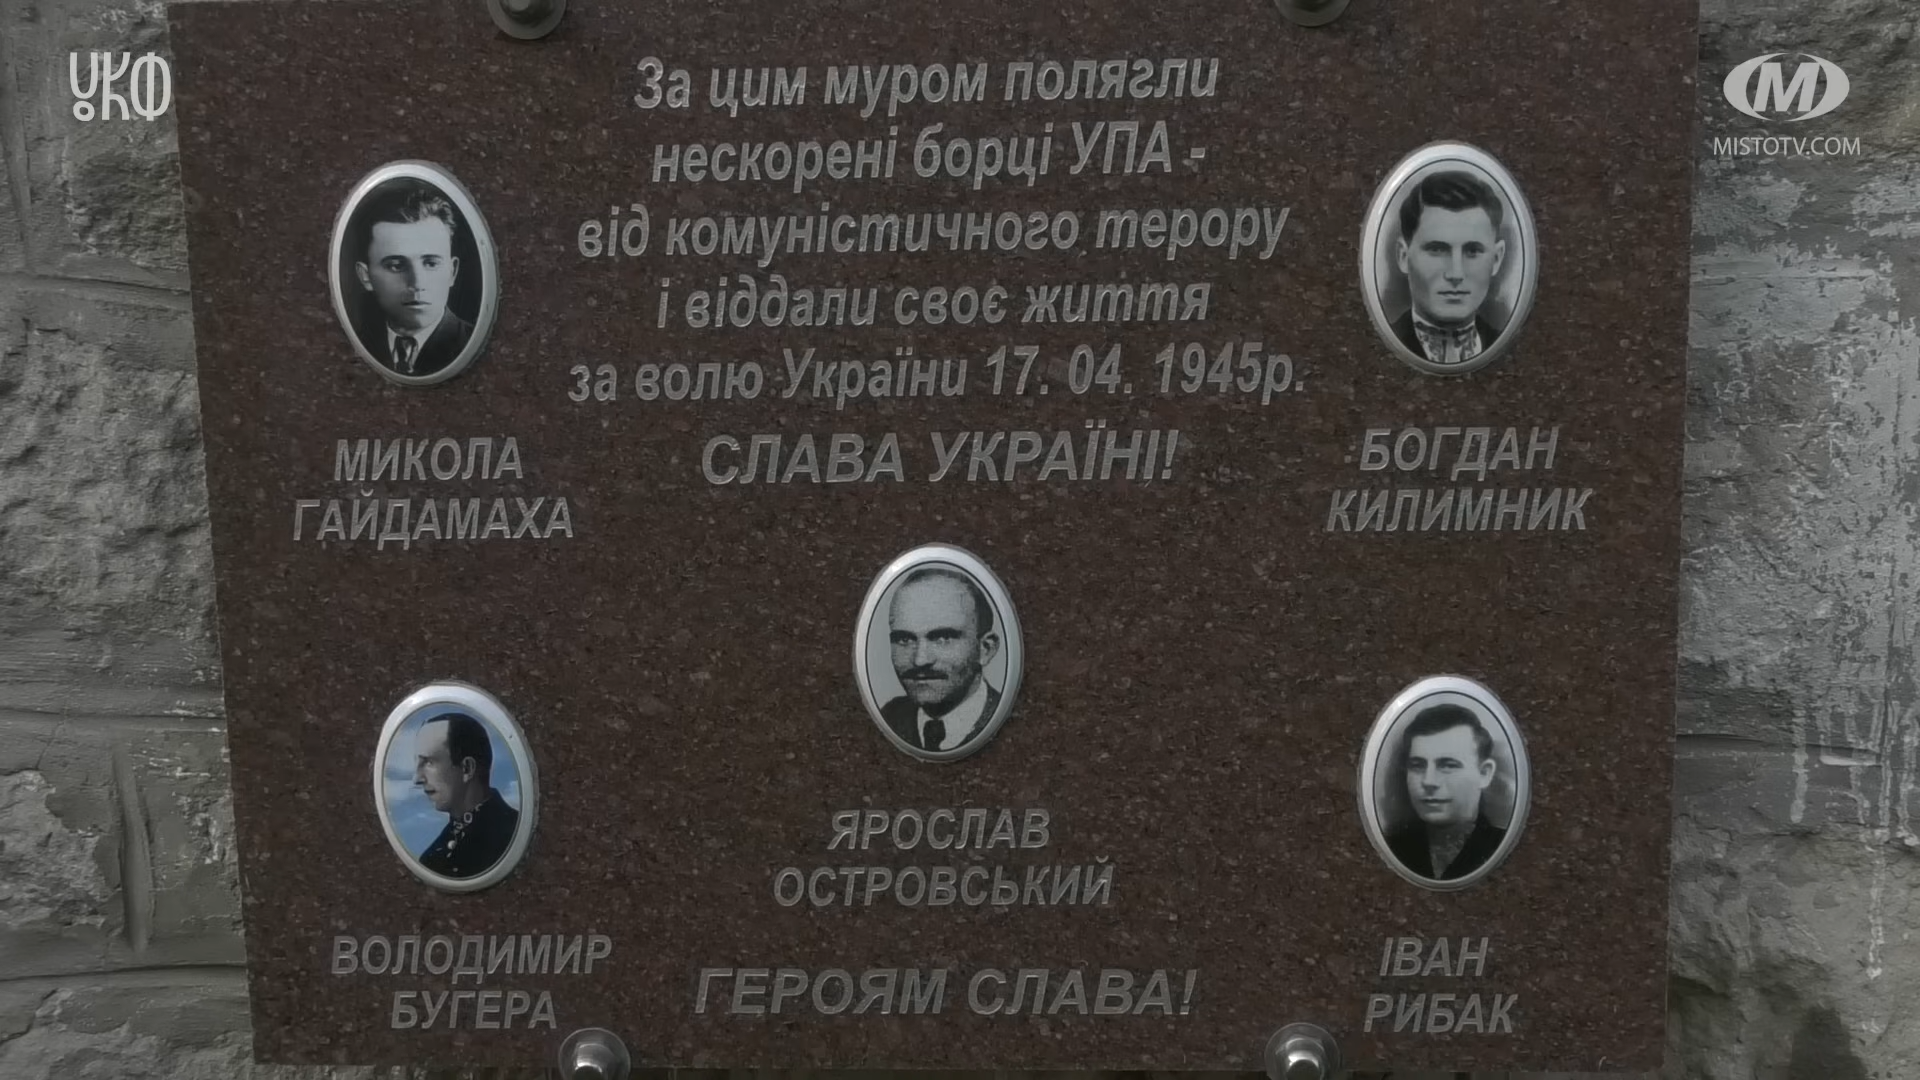 УКФ
M
MISTOTV.COM
За цим муром полягли
нескорені борці УПА -
від комуністичного терору
і віддали своє життя
за волю України 17. 04. 1945р.
СЛАВА УКРАЇНІ!
МИКОЛА
ГАЙДАМАХА
БОГДАН
КИЛИМНИК
ЯРОСЛАВ
ОСТРОВСЬКИЙ
ВОЛОДИМИР
БУГЕРА
ІВАН
РИБАК
ГЕРОЯМ СЛАВА!